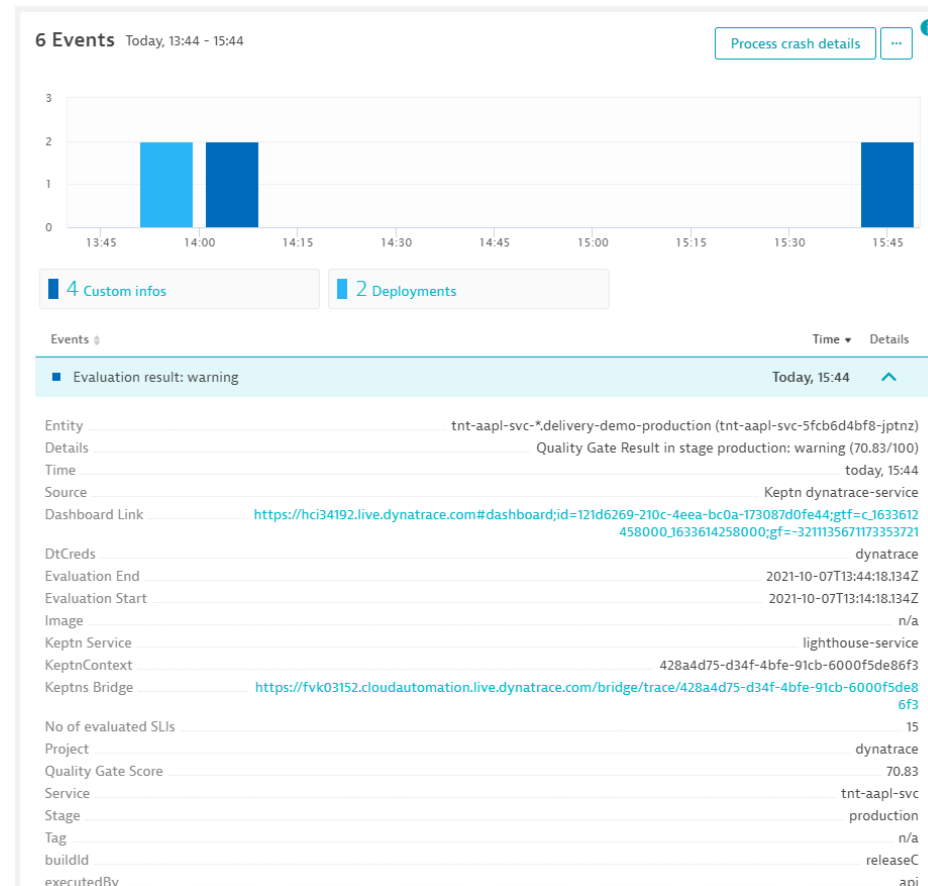 6 Events Today, 13:44 - 15:44
Process crash details
...
3
2
1
0
13:45 14:00 14:15 14:30 14:45 15:00 15:15 15:30 15:45
4 Custom infos
2 Deployments
Events Time Details
Evaluation result: warning Today, 15:44
Entity tnt-aapl-svc-*.delivery-demo-production (tnt-aapl-svc-5fcb6d4bf8-jptnz)
Details Quality Gate Result in stage production: warning (70.83/100)
Time today, 15:44
Source Keptn dynatrace-service
Dashboard Link https://hci34192.live.dynatrace.com#dashboard;id=121d6269-210c-4eea-bc0a-173087d0fe44;gtf=c_1633612
458000_1633614258000;gf=-3211135671173353721
DtCreds dynatrace
Evaluation End 2021-10-07T13:44:18.134Z
Evaluation Start 2021-10-07T13:14:18.134Z
Image n/a
Keptn Service lighthouse-service
KeptnContext 428a4d75-d34f-4bfe-91cb-6000f5de86f3
Keptns Bridge https://fvk03152.cloudautomation.live.dynatrace.com/bridge/trace/428a4d75-d34f-4bfe-91cb-6000f5de8
6f3
No of evaluated SLIs 15
Project dynatrace
Quality Gate Score 70.83
Service tnt-aapl-svc
Stage production
Tag n/a
buildId releaseC
executedBy api